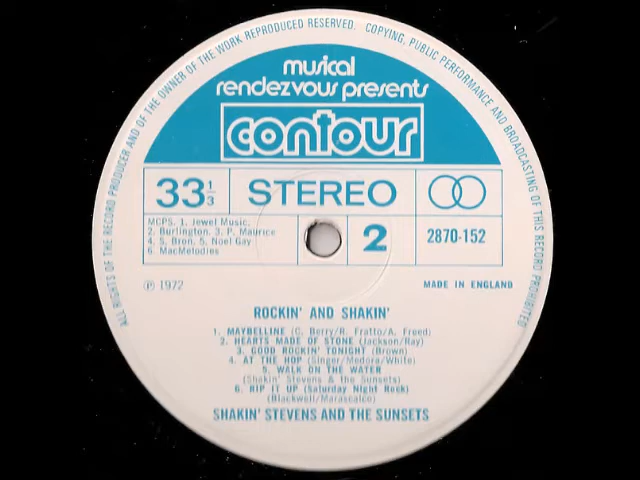 ALL RIGHTS OF THE RECORD PRODUCER AND OF THE OWNER OF THE WORK REPRODUCED RESERVED. COPYING, PUBLIC PERFORMANCE AND BROADCASTING OF THIS RECORD PROHIBITED
musical
rendezvous presents
contour
33 1/3 STEREO
MCPS. 1. Jewel Music.
2. Burlington. 3. P. Maurice
4. S. Bron. 5. Noel Gay
6. MacMelodies
2 2870-152
℗ 1972 MADE IN ENGLAND
ROCKIN' AND SHAKIN'
1. MAYBELLINE (C. Berry/R. Fratto/A. Freed)
2. HEARTS MADE OF STONE (Jackson/Ray)
3. GOOD ROCKIN' TONIGHT (Brown)
4. AT THE HOP (Singer/Medora/White)
5. WALK ON THE WATER
(Shakin' Stevens & the Sunsets)
6. RIP IT UP (Saturday Night Rock)
(Blackwell/Marascalco)
SHAKIN' STEVENS AND THE SUNSETS